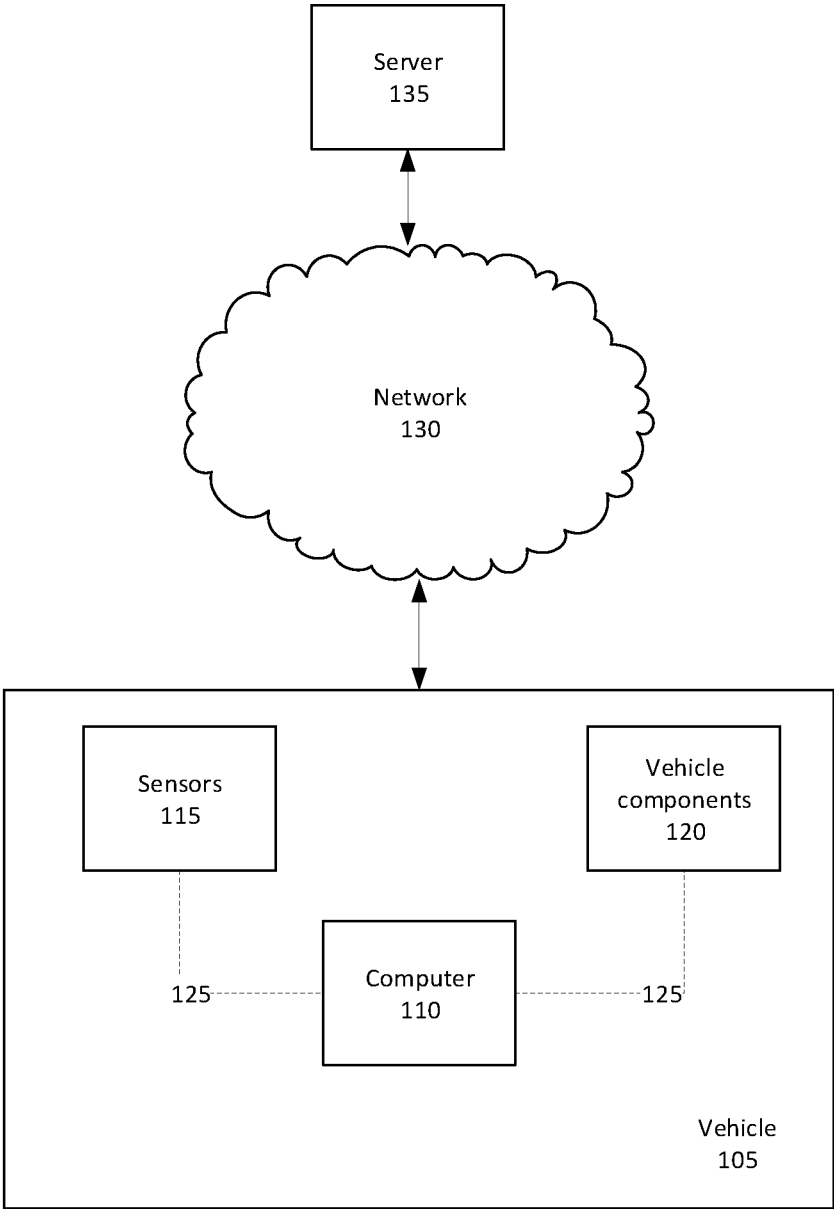 Server
135
Network
130
Sensors
115
Vehicle
components
120
Computer
110
125
125
Vehicle
105